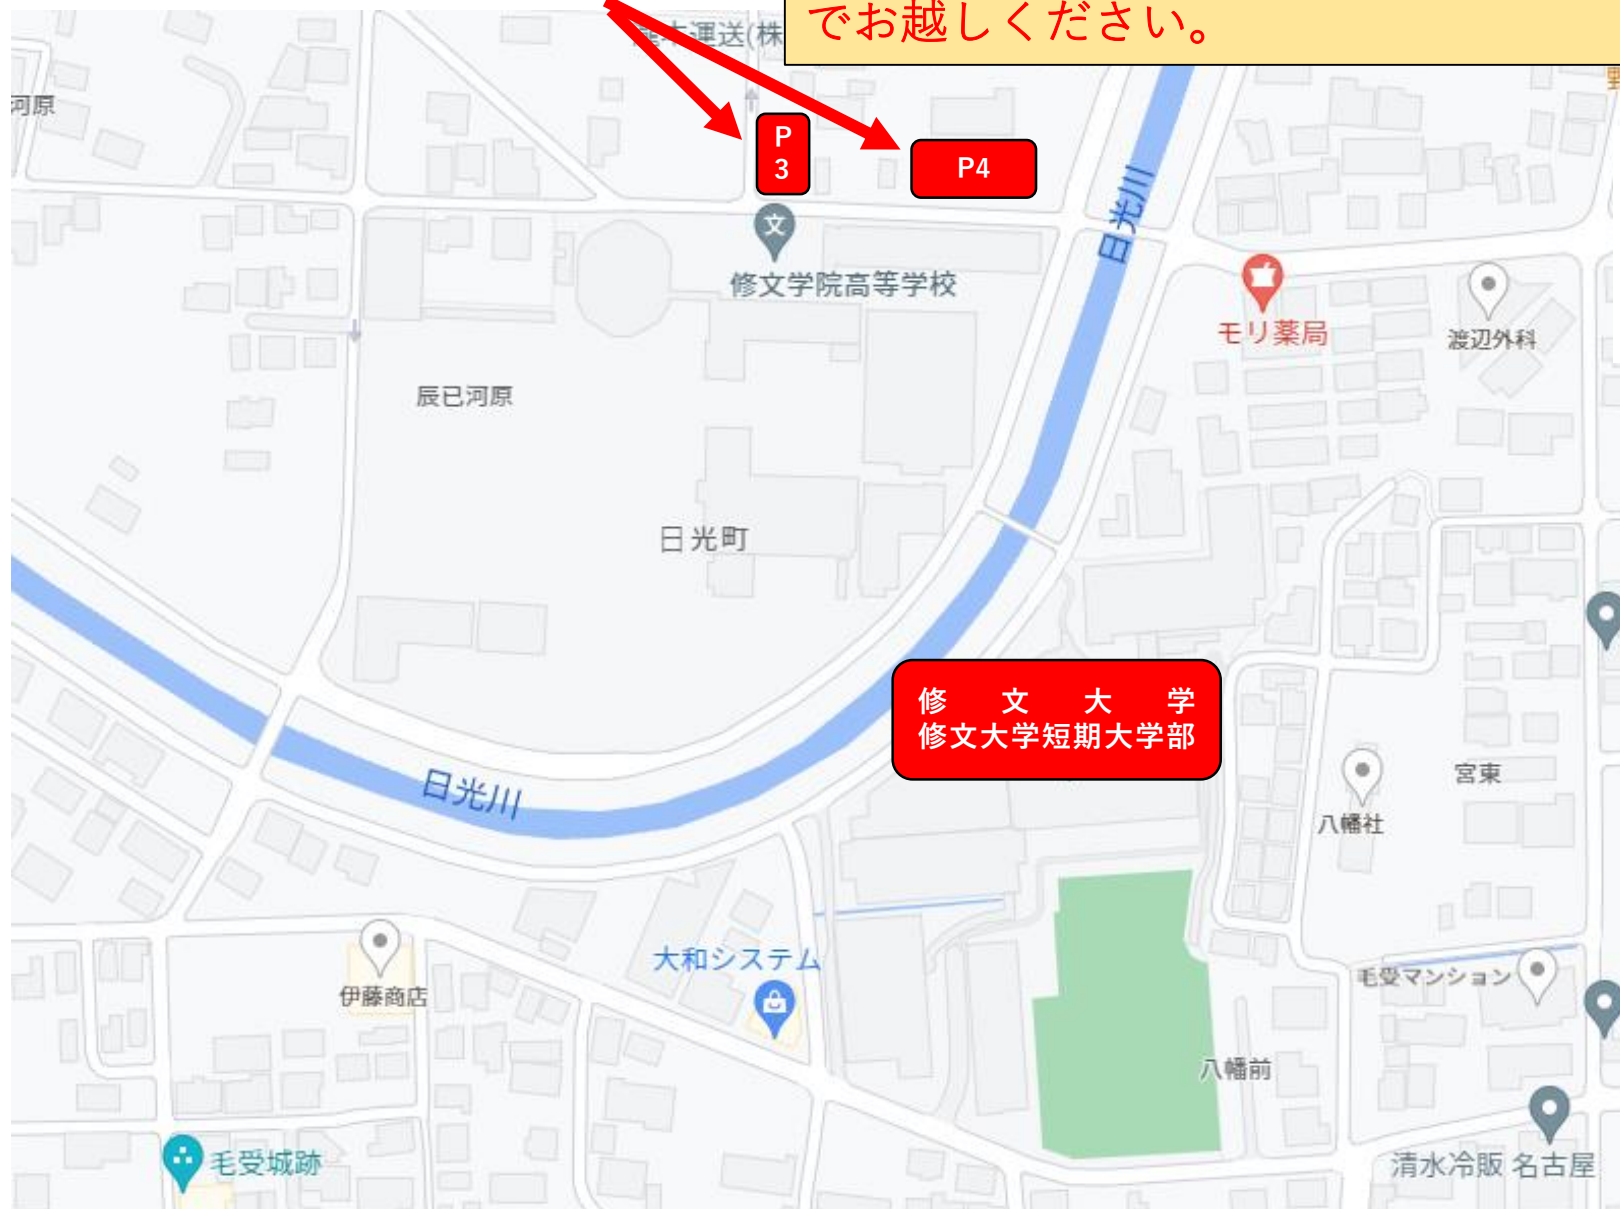 でお越しください。
運送(株
河原
P
3
P4
日光川
修文学院高等学校
モリ薬局
渡辺外科
辰已河原
日光町
修文大学
修文大学短期大学部
日光川
宮東
八幡社
大和システム
伊藤商店
毛受マンション
八幡前
毛受城跡
清水冷販 名古屋